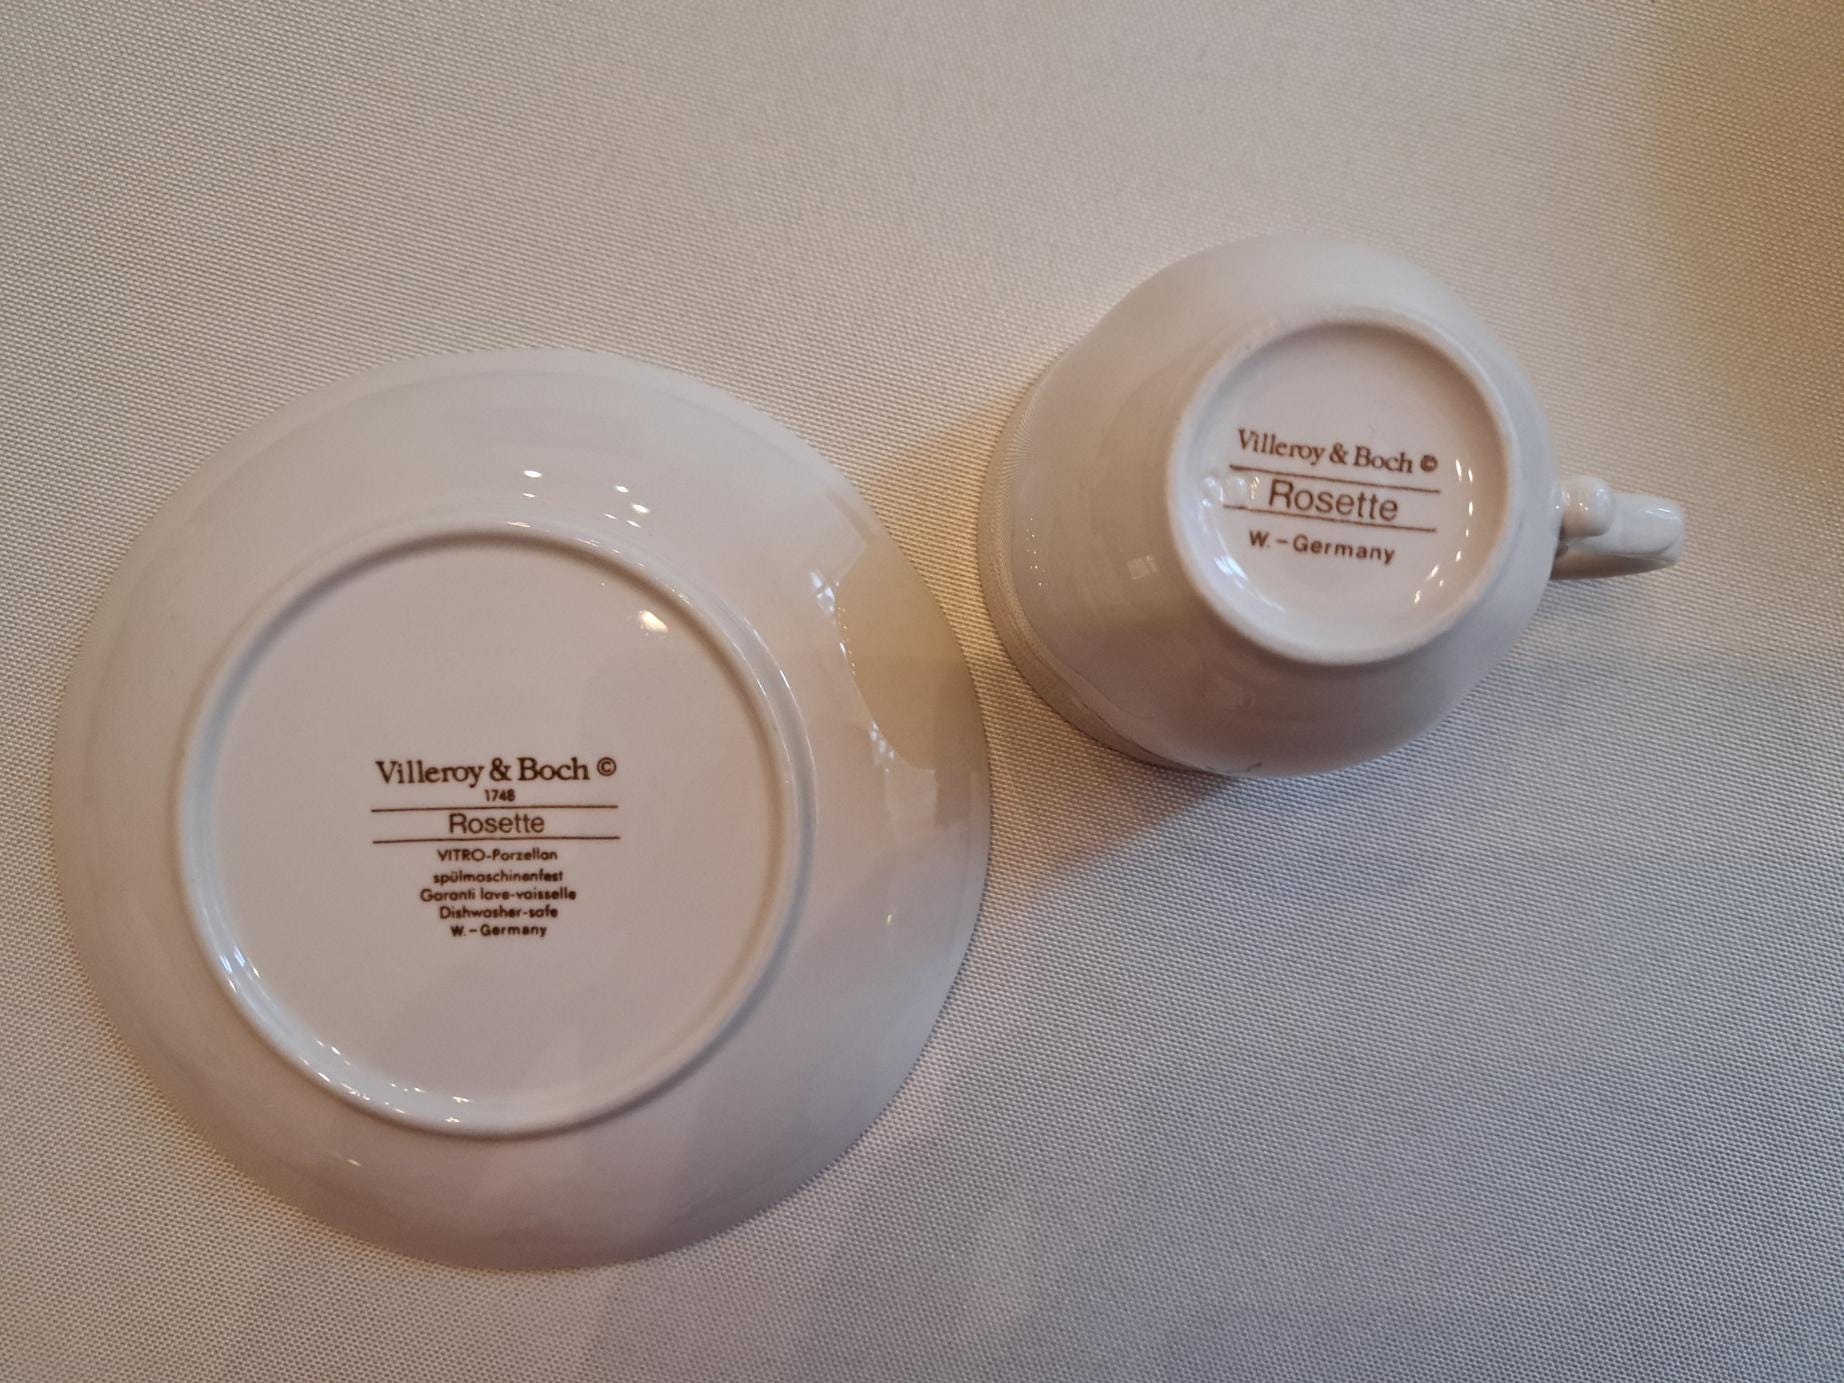 Villeroy & Boch ©
1748
Rosette
VITRO-Porzellan
spülmaschinenfest
Garanti lave-vaisselle
Dishwasher-safe
W.-Germany
Villeroy & Boch ©
Rosette
W.-Germany